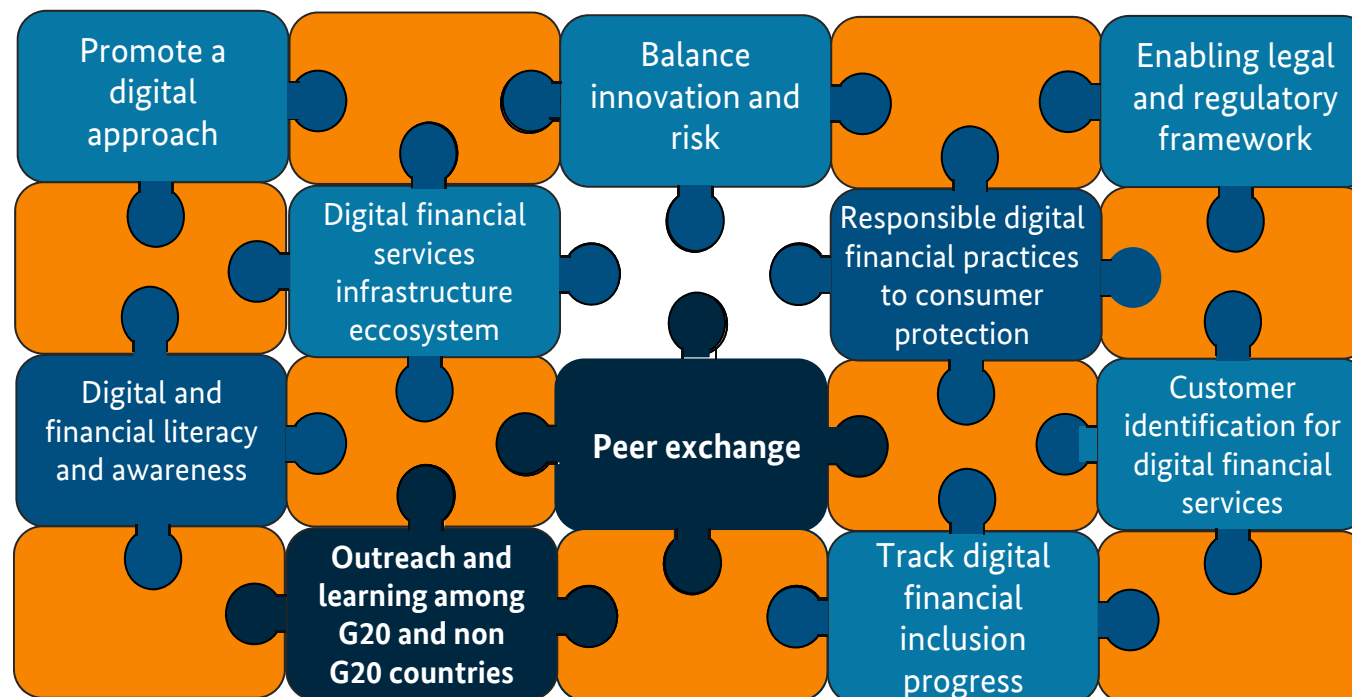 Promote a
digital
approach
Balance
innovation and
risk
Enabling legal
and regulatory
framework
Digital financial
services
infrastructure
eccosystem
Responsible digital
financial practices
to consumer
protection
Digital and
financial literacy
and awareness
Peer exchange
Customer
identification for
digital financial
services
Outreach and
learning among
G20 and non
G20 countries
Track digital
financial
inclusion
progress